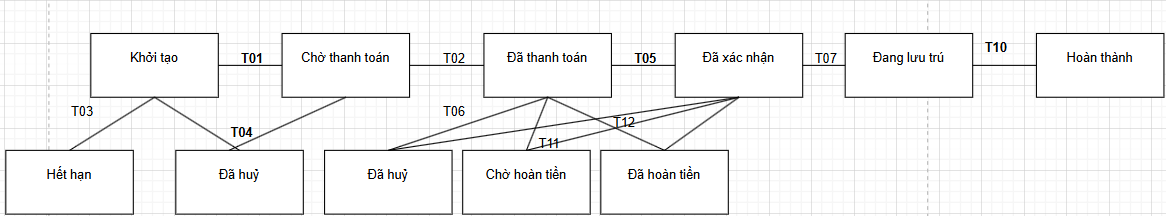 Khởi tạo
T01
Chờ thanh toán
T02
Đã thanh toán
T05
Đã xác nhận
T07
Đang lưu trú
T10
Hoàn thành
T03
T04
T06
T11
T12
Hết hạn
Đã huỷ
Đã huỷ
Chờ hoàn tiền
Đã hoàn tiền